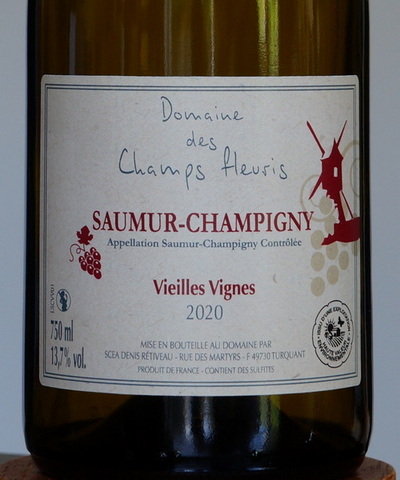 Domaine
des
Champs fleuris
SAUMUR-CHAMPIGNY
Appellation Saumur-Champigny Contrôlée
Vieilles Vignes
2020
750 ml
13,7% vol.
MISE EN BOUTEILLE AU DOMAINE PAR
SCEA DENIS RÉTIVEAU - RUE DES MARTYRS - F 49730 TURQUANT
PRODUIT DE FRANCE - CONTIENT DES SULFITES